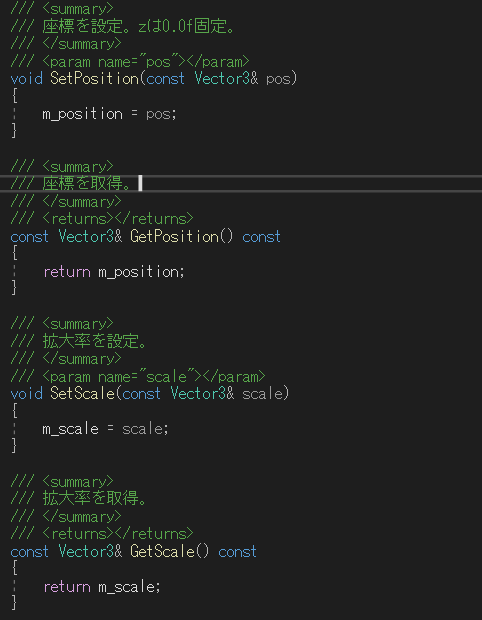 /// <summary>
/// 座標を設定。zは0.0f固定。
/// </summary>
/// <param name="pos"></param>
void SetPosition(const Vector3& pos)
{
m_position = pos;
}
/// <summary>
/// 座標を取得。
/// </summary>
/// <returns></returns>
const Vector3& GetPosition() const
{
return m_position;
}
/// <summary>
/// 拡大率を設定。
/// </summary>
/// <param name="scale"></param>
void SetScale(const Vector3& scale)
{
m_scale = scale;
}
/// <summary>
/// 拡大率を取得。
/// </summary>
/// <returns></returns>
const Vector3& GetScale() const
{
return m_scale;
}